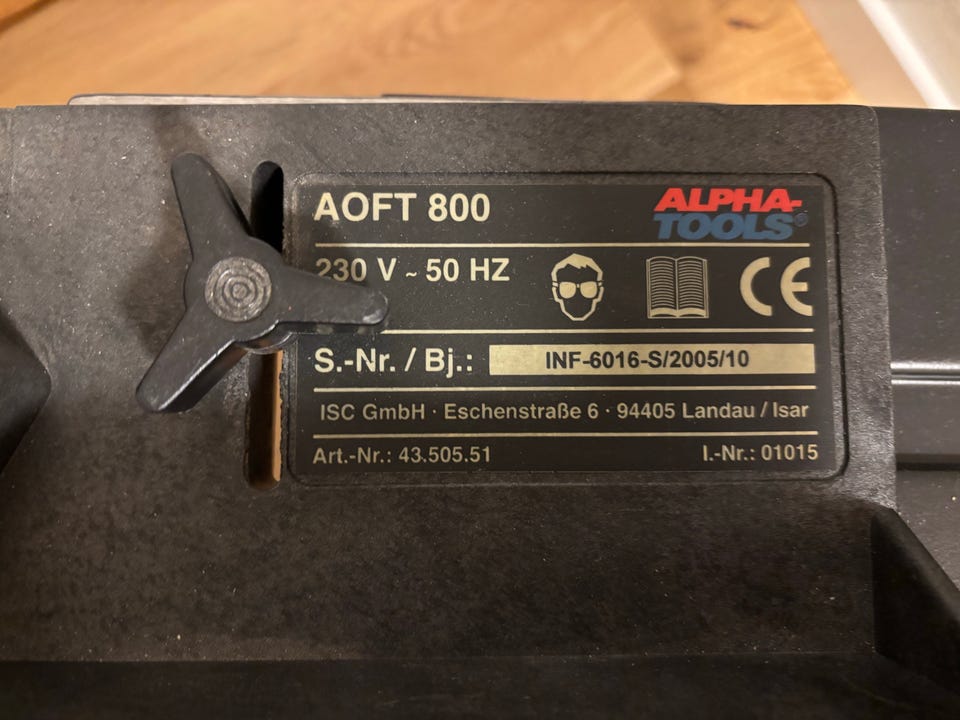 AOFT 800
ALPHA-
TOOLS®
230 V ~ 50 HZ
CE
S.-Nr. / Bj.: INF-6016-S/2005/10
ISC GmbH · Eschenstraße 6 · 94405 Landau / Isar
Art.-Nr.: 43.505.51 I.-Nr.: 01015